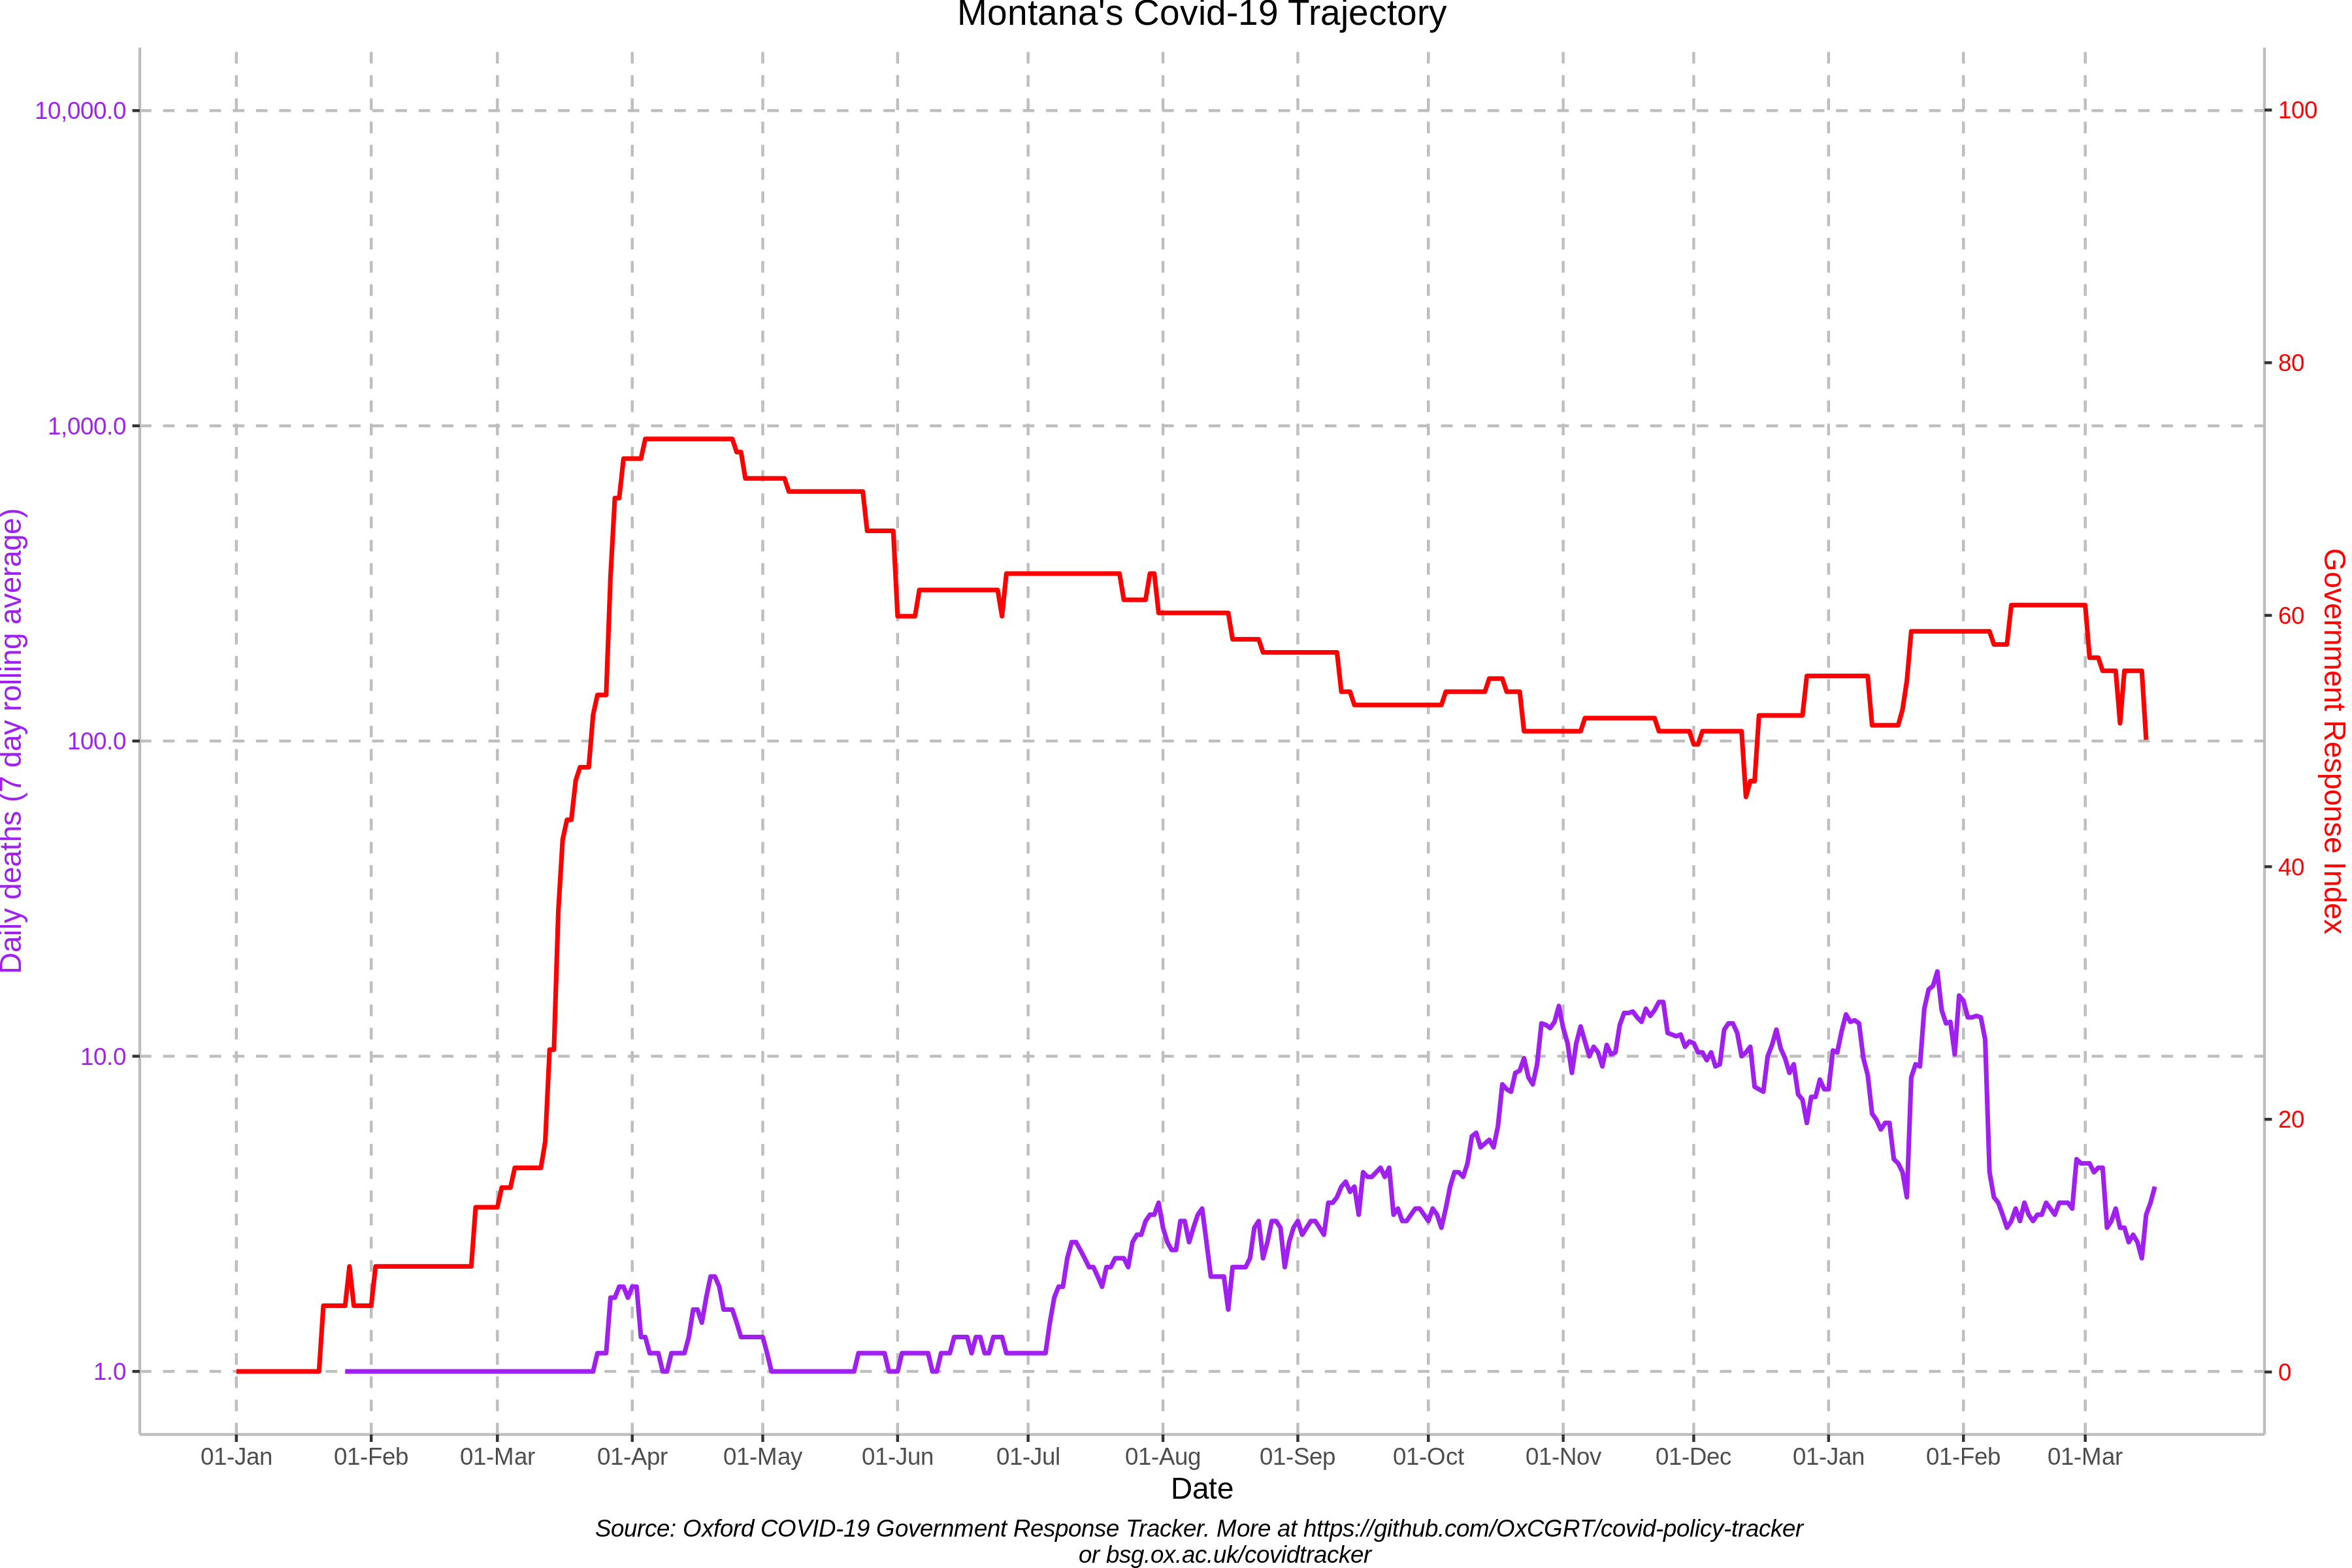 Montana's Covid-19 Trajectory
10,000.0
1,000.0
100.0
10.0
1.0
Daily deaths (7 day rolling average)
100
80
60
40
20
0
Government Response Index
01-Jan 01-Feb 01-Mar 01-Apr 01-May 01-Jun 01-Jul 01-Aug 01-Sep 01-Oct 01-Nov 01-Dec 01-Jan 01-Feb 01-Mar
Date
Source: Oxford COVID-19 Government Response Tracker. More at https://github.com/OxCGRT/covid-policy-tracker
or bsg.ox.ac.uk/covidtracker